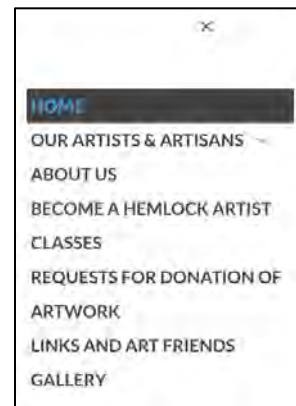 HOME
OUR ARTISTS & ARTISANS
ABOUT US
BECOME A HEMLOCK ARTIST
CLASSES
REQUESTS FOR DONATION OF
ARTWORK
LINKS AND ART FRIENDS
GALLERY